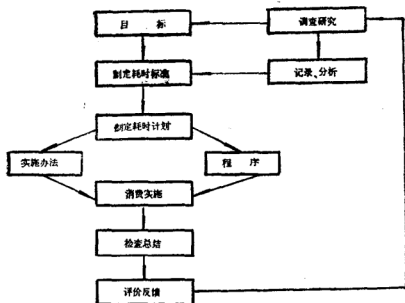 目 标
调查研究
制定耗时标准
记录、分析
制定耗时计划
实施办法
程 序
消费实施
检查总结
评价反馈